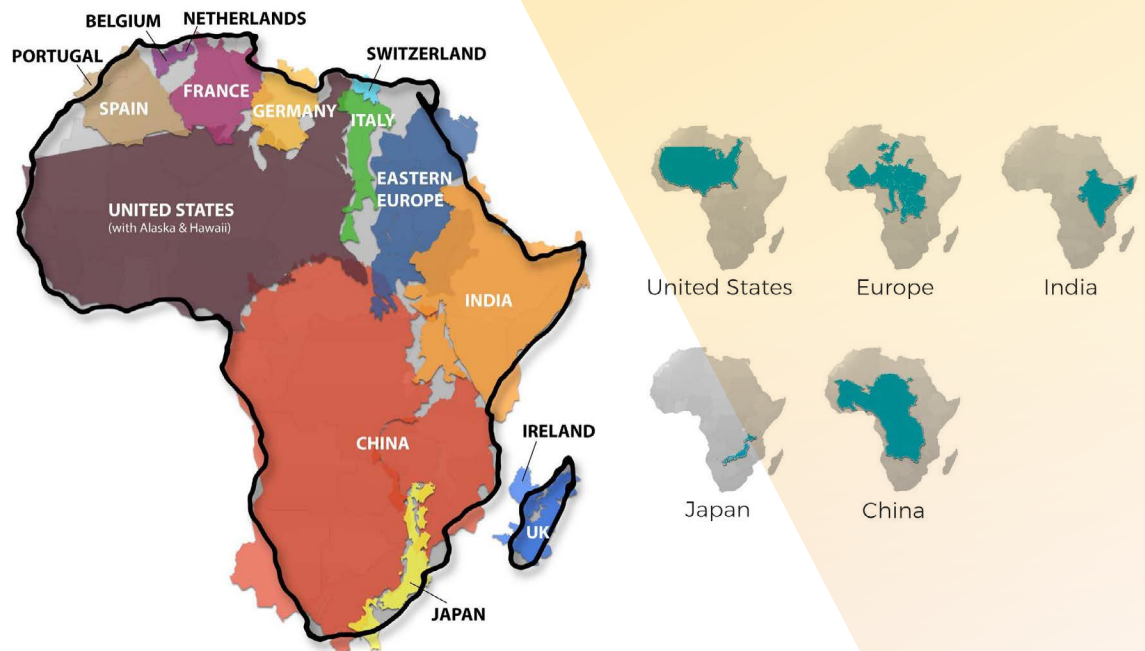 BELGIUM
NETHERLANDS
PORTUGAL
SWITZERLAND
SPAIN
FRANCE
GERMANY
ITALY
EASTERN
EUROPE
UNITED STATES
(with Alaska & Hawaii)
INDIA
CHINA
IRELAND
UK
JAPAN
United States
Europe
India
Japan
China